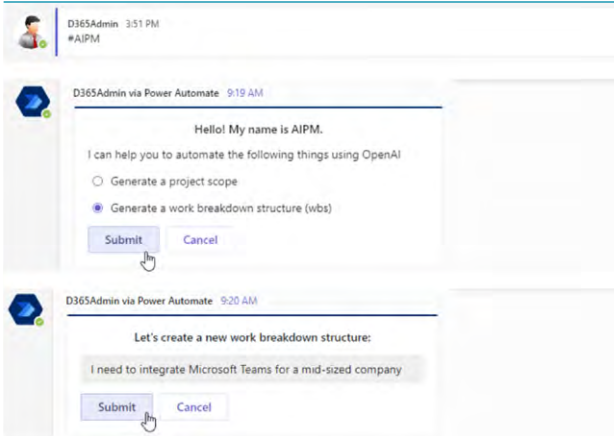 D365Admin 3:51 PM
#AIPM
D365Admin via Power Automate 9:19 AM
Hello! My name is AIPM.
I can help you to automate the following things using OpenAI
Generate a project scope
Generate a work breakdown structure (wbs)
Submit Cancel
D365Admin via Power Automate 9:20 AM
Let's create a new work breakdown structure:
I need to integrate Microsoft Teams for a mid-sized company
Submit Cancel